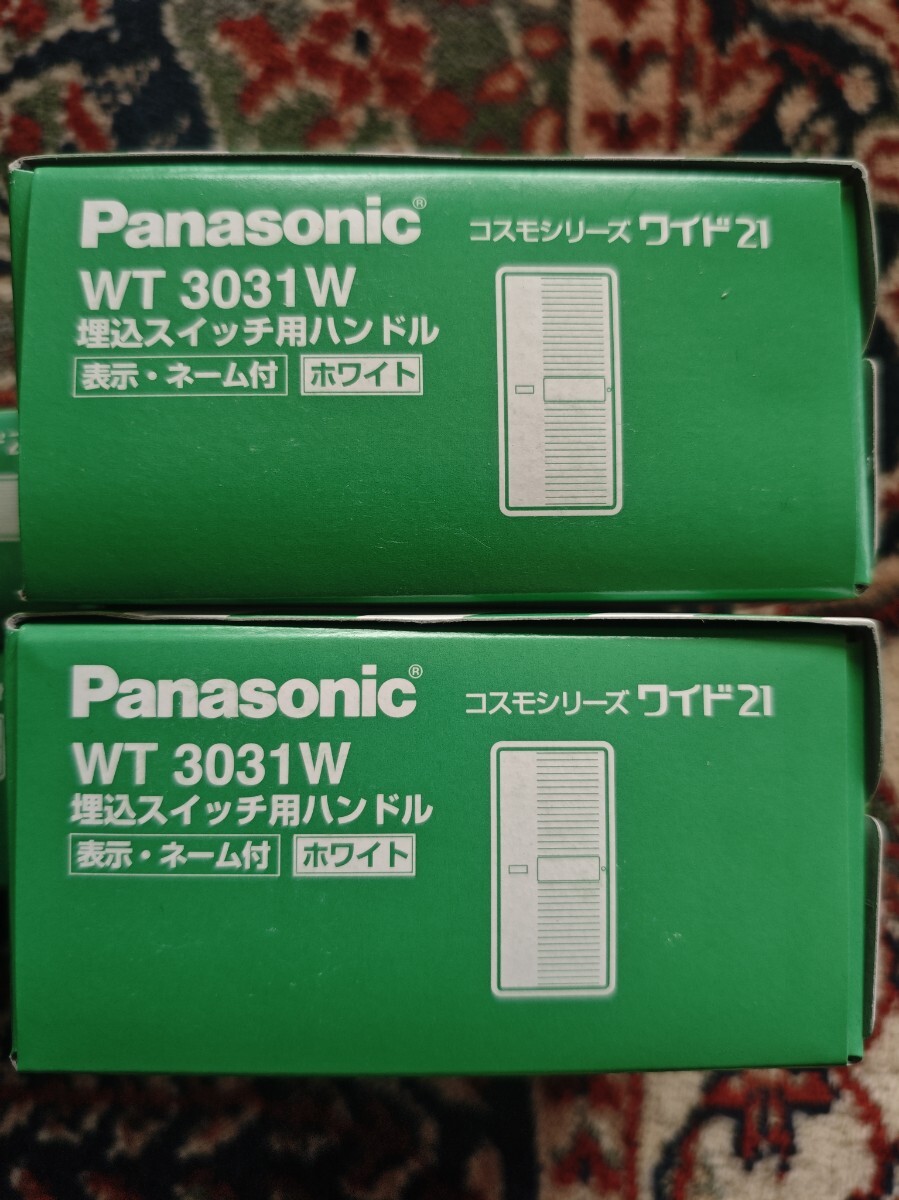 Panasonic®
コスモシリーズ ワイド21
WT 3031W
埋込スイッチ用ハンドル
表示・ネーム付 ホワイト
Panasonic®
コスモシリーズ ワイド21
WT 3031W
埋込スイッチ用ハンドル
表示・ネーム付 ホワイト